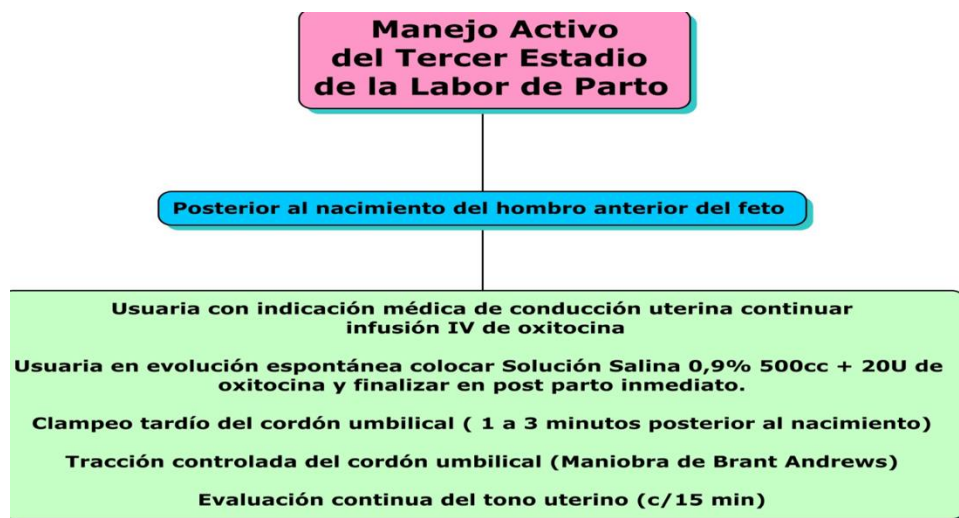 Manejo Activo
del Tercer Estadio
de la Labor de Parto
Posterior al nacimiento del hombro anterior del feto
Usuaria con indicación médica de conducción uterina continuar
infusión IV de oxitocina
Usuaria en evolución espontánea colocar Solución Salina 0,9% 500cc + 20U de
oxitocina y finalizar en post parto inmediato.
Clampeo tardío del cordón umbilical ( 1 a 3 minutos posterior al nacimiento)
Tracción controlada del cordón umbilical (Maniobra de Brant Andrews)
Evaluación continua del tono uterino (c/15 min)